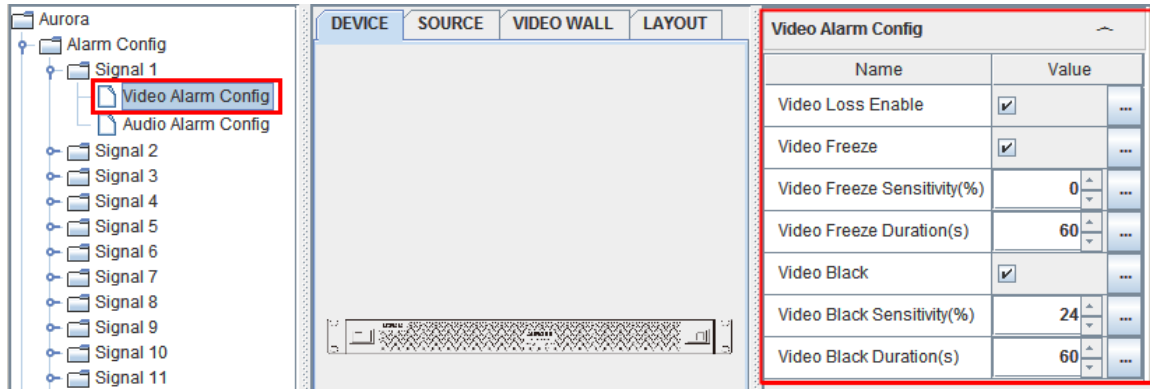 Aurora
Alarm Config
Signal 1
Video Alarm Config
Audio Alarm Config
Signal 2
Signal 3
Signal 4
Signal 5
Signal 6
Signal 7
Signal 8
Signal 9
Signal 10
Signal 11
DEVICE SOURCE VIDEO WALL LAYOUT
Video Alarm Config
Name Value
Video Loss Enable ...
Video Freeze ...
Video Freeze Sensitivity(%) 0 ...
Video Freeze Duration(s) 60 ...
Video Black ...
Video Black Sensitivity(%) 24 ...
Video Black Duration(s) 60 ...